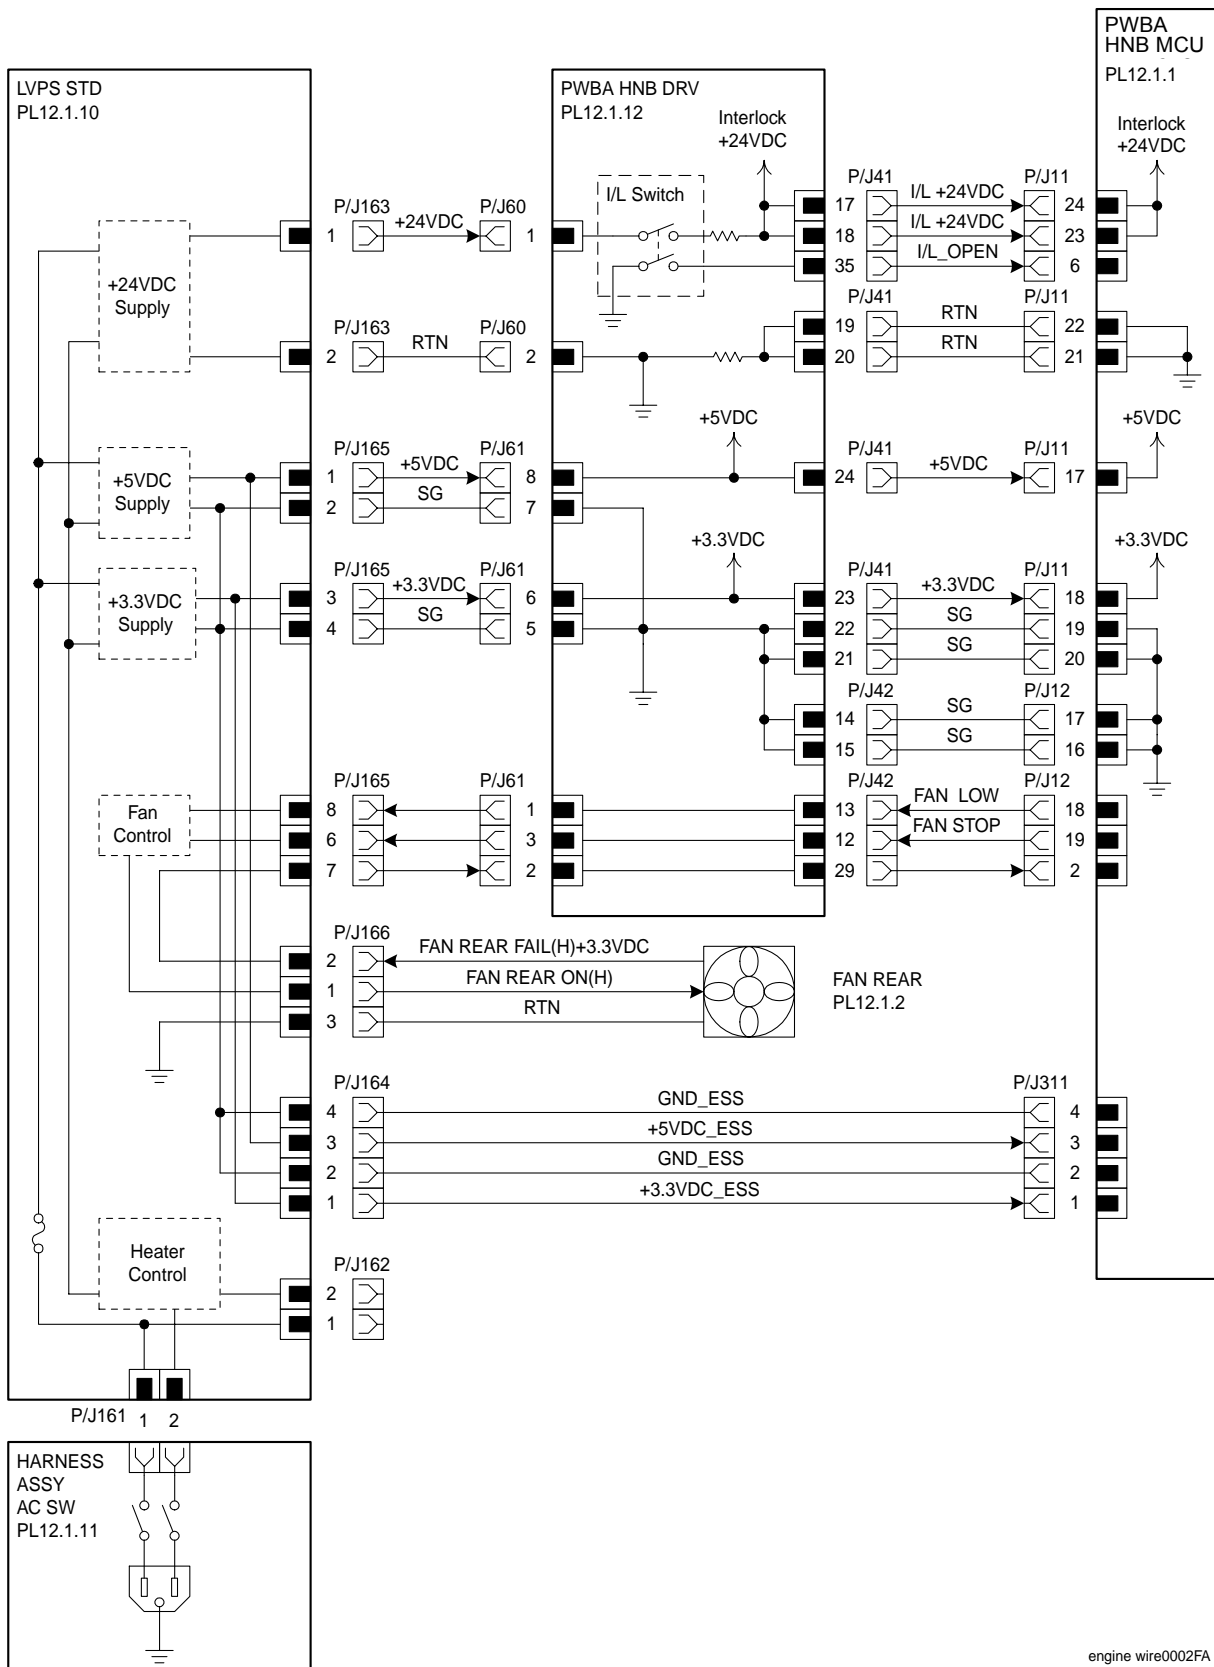 PWBA
HNB MCU
PL12.1.1
LVPS STD
PL12.1.10
PWBA HNB DRV
PL12.1.12
Interlock
+24VDC
Interlock
+24VDC
I/L Switch
P/J163 +24VDC P/J60
1 1
P/J41 I/L +24VDC P/J11
17 24
I/L +24VDC
18 23
I/L_OPEN
35 6
+24VDC
Supply
P/J163 RTN P/J60
2 2
P/J41 RTN P/J11
19 22
RTN
20 21
+5VDC
Supply
P/J165 +5VDC P/J61
1 8
SG
2 7
+5VDC
P/J41 +5VDC P/J11
24 17
+5VDC
+3.3VDC
Supply
P/J165 +3.3VDC P/J61
3 6
SG
4 5
+3.3VDC
P/J41 +3.3VDC P/J11
23 18
SG
22 19
SG
21 20
+3.3VDC
P/J42 SG P/J12
14 17
SG
15 16
Fan
Control
P/J165 P/J61
8 1
6 3
7 2
P/J42 FAN LOW P/J12
13 18
FAN STOP
12 19
29 2
P/J166
FAN REAR FAIL(H)+3.3VDC
2
FAN REAR ON(H)
1
RTN
3
FAN REAR
PL12.1.2
P/J164 GND_ESS P/J311
4 4
+5VDC_ESS
3 3
GND_ESS
2 2
+3.3VDC_ESS
1 1
Heater
Control
P/J162
2
1
P/J161 1 2
HARNESS
ASSY
AC SW
PL12.1.11
engine wire0002FA